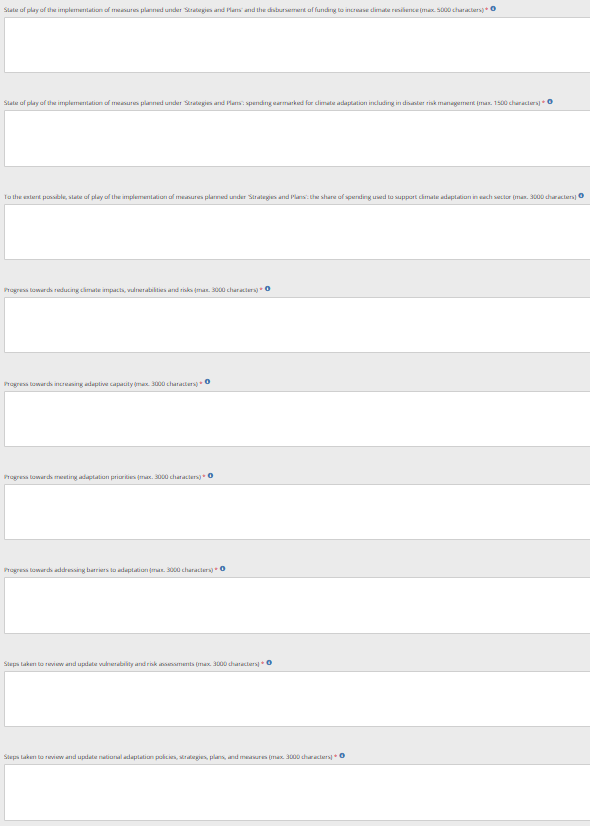 State of play of the implementation of measures planned under 'Strategies and Plans' and the disbursement of funding to increase climate resilience (max. 5000 characters) *
State of play of the implementation of measures planned under 'Strategies and Plans': spending earmarked for climate adaptation including in disaster risk management (max. 1500 characters) *
To the extent possible, state of play of the implementation of measures planned under 'Strategies and Plans': the share of spending used to support climate adaptation in each sector (max. 3000 characters)
Progress towards reducing climate impacts, vulnerabilities and risks (max. 3000 characters) *
Progress towards increasing adaptive capacity (max. 3000 characters) *
Progress towards meeting adaptation priorities (max. 3000 characters) *
Progress towards addressing barriers to adaptation (max. 3000 characters) *
Steps taken to review and update vulnerability and risk assessments (max. 3000 characters) *
Steps taken to review and update national adaptation policies, strategies, plans, and measures (max. 3000 characters) *